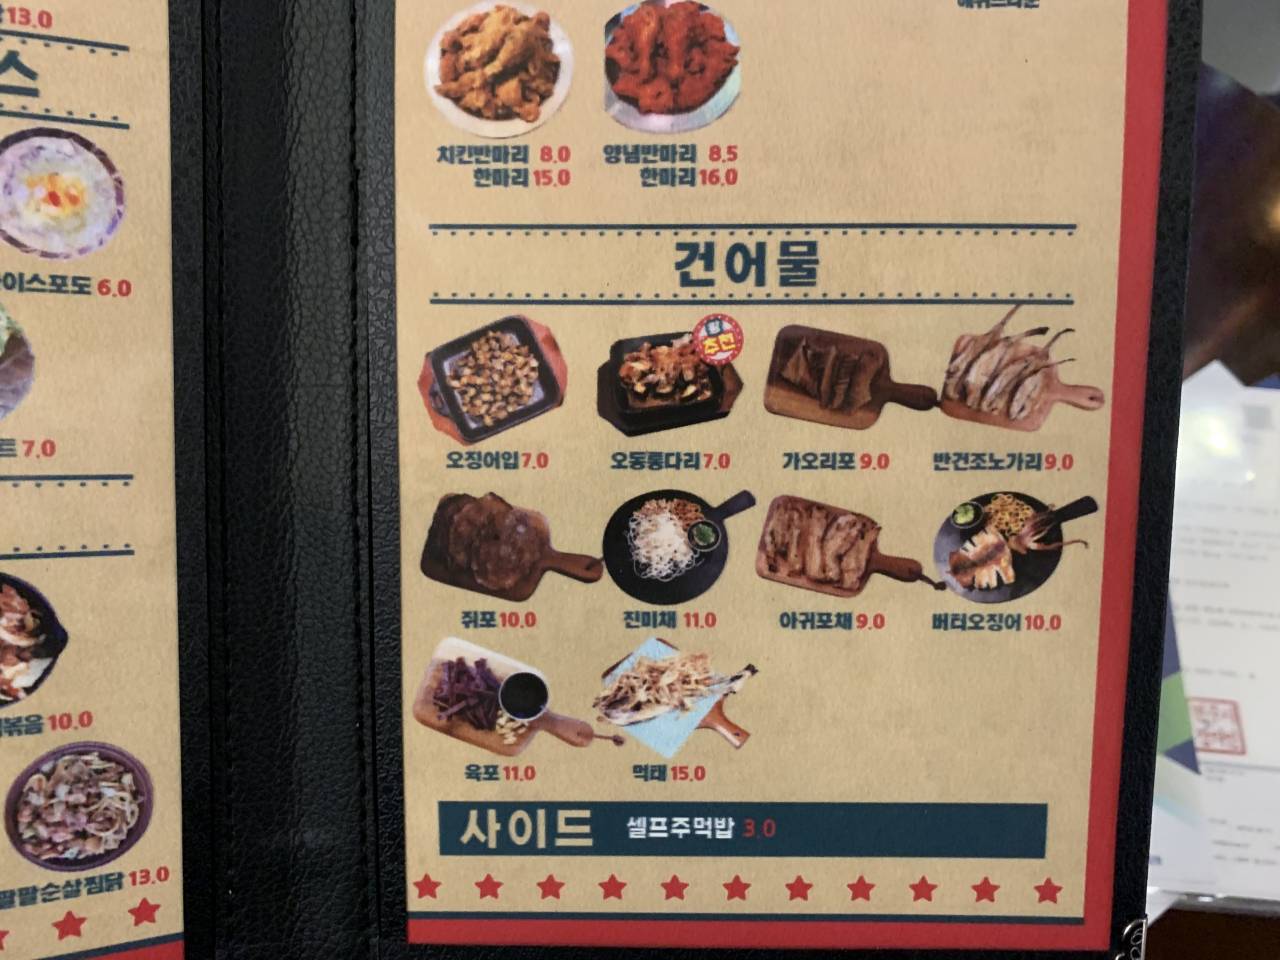 13.0
스
이스포도 6.0
트 7.0
볶음 10.0
팔팔순살찜닭 13.0
치킨반마리 8.0
한마리 15.0
양념반마리 8.5
한마리 16.0
건어물
추천
오징어입 7.0
오동통다리 7.0
가오리포 9.0
반건조노가리 9.0
쥐포 10.0
진미채 11.0
아귀포채 9.0
버터오징어 10.0
육포 11.0
먹태 15.0
사이드 셀프주먹밥 3.0